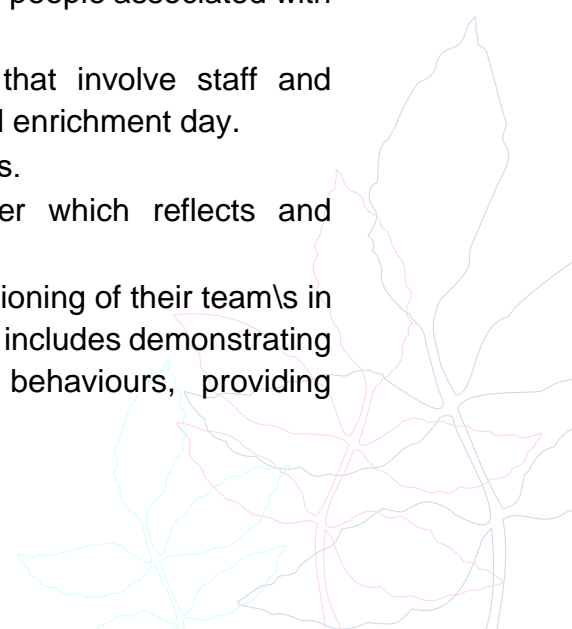 people associated with
that involve staff and
enrichment day.
s.
er which reflects and
ioning of their team\s in
includes demonstrating
behaviours, providing